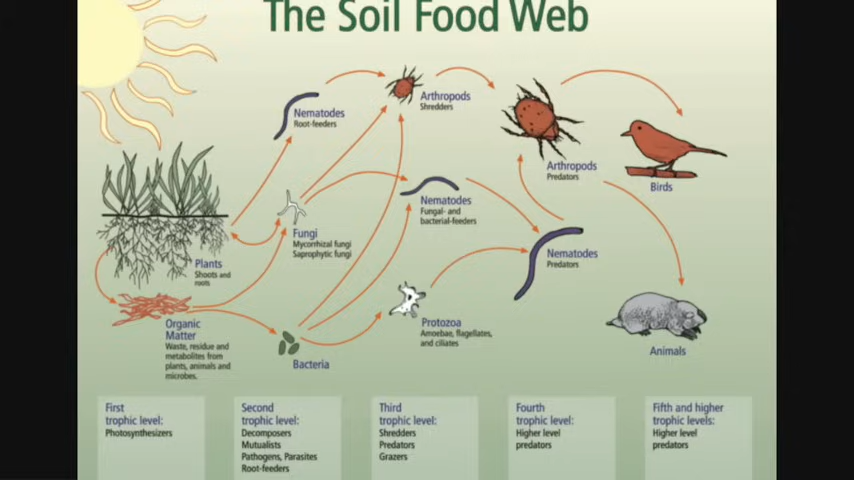 The Soil Food Web
Nematodes
Root-feeders
Arthropods
Shredders
Arthropods
Predators
Birds
Nematodes
Fungal- and
bacterial-feeders
Fungi
Mycorrhizal fungi
Saprophytic fungi
Nematodes
Predators
Plants
Shoots and
roots
Organic
Matter
Waste, residue and
metabolites from
plants, animals and
microbes.
Bacteria
Protozoa
Amoebae, flagellates,
and ciliates
Animals
First
trophic level:
Photosynthesizers
Second
trophic level:
Decomposers
Mutualists
Pathogens, Parasites
Root-feeders
Third
trophic level:
Shredders
Predators
Grazers
Fourth
trophic level:
Higher level
predators
Fifth and higher
trophic levels:
Higher level
predators